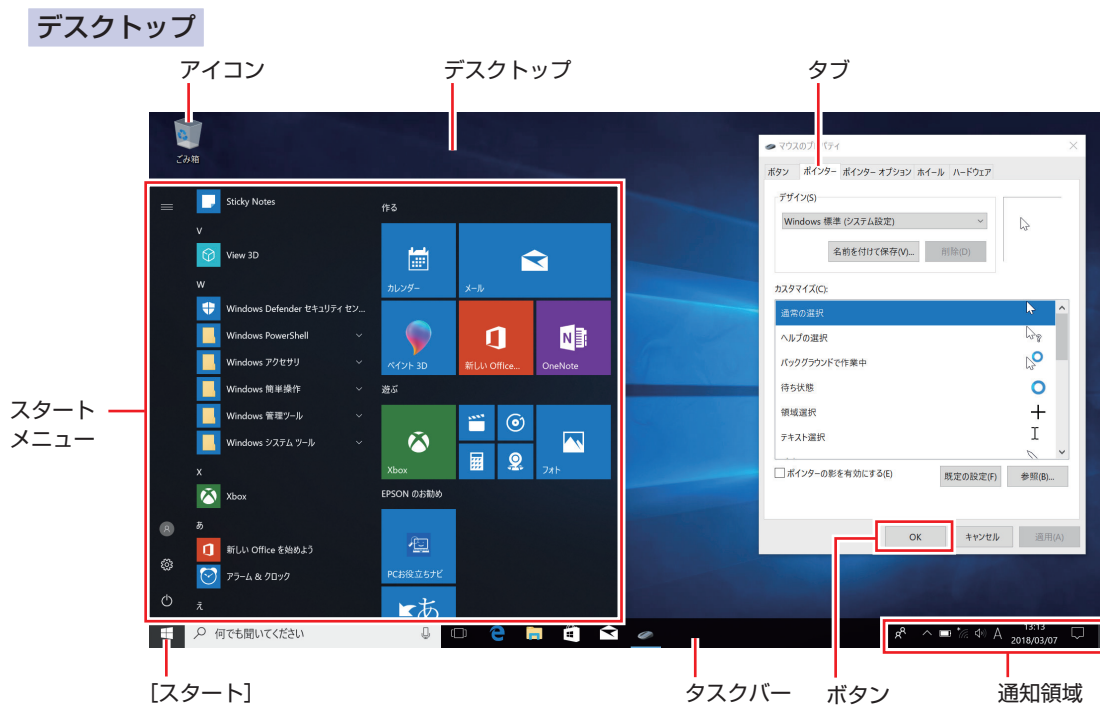 デスクトップ
アイコン
デスクトップ
タブ
ごみ箱
スタート
メニュー
Sticky Notes
V
View 3D
W
Windows Defender セキュリティ セン...
Windows PowerShell
Windows アクセサリ
Windows 簡単操作
Windows 管理ツール
Windows システム ツール
X
Xbox
あ
新しい Office を始めよう
アラーム & クロック
え
作る
カレンダー
メール
ペイント 3D
新しい Office...
OneNote
遊ぶ
Xbox
フォト
EPSON のお勧め
PCお役立ちナビ
あ
マウスのプロパティ
ボタン
ポインター
ポインター オプション
ホイール
ハードウェア
デザイン(S)
Windows 標準 (システム設定)
名前を付けて保存(V)...
削除(D)
カスタマイズ(C):
通常の選択
ヘルプの選択
バックグラウンドで作業中
待ち状態
領域選択
テキスト選択
ポインターの影を有効にする(E)
既定の設定(F)
参照(B)...
OK
キャンセル
適用(A)
何でも聞いてください
A
13:13
2018/03/07
[スタート]
タスクバー
ボタン
通知領域